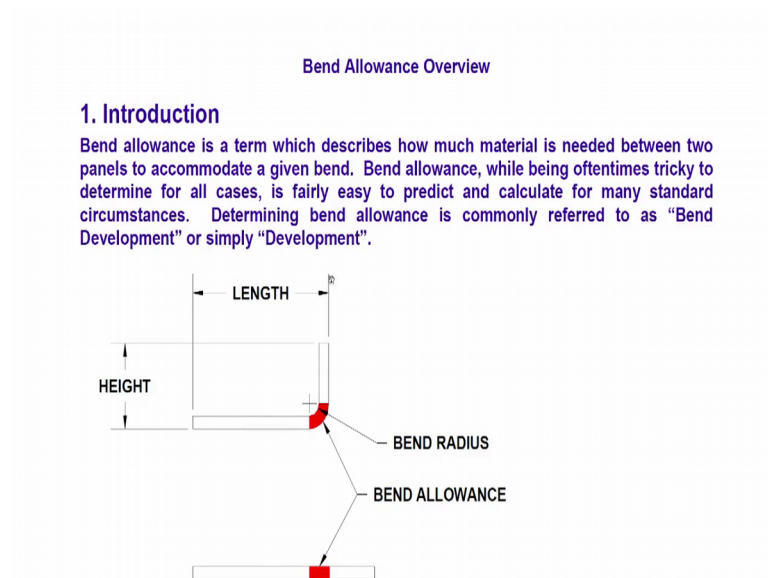 Bend Allowance Overview
1. Introduction
Bend allowance is a term which describes how much material is needed between two
panels to accommodate a given bend. Bend allowance, while being oftentimes tricky to
determine for all cases, is fairly easy to predict and calculate for many standard
circumstances. Determining bend allowance is commonly referred to as “Bend
Development” or simply “Development”.
LENGTH
HEIGHT
BEND RADIUS
BEND ALLOWANCE